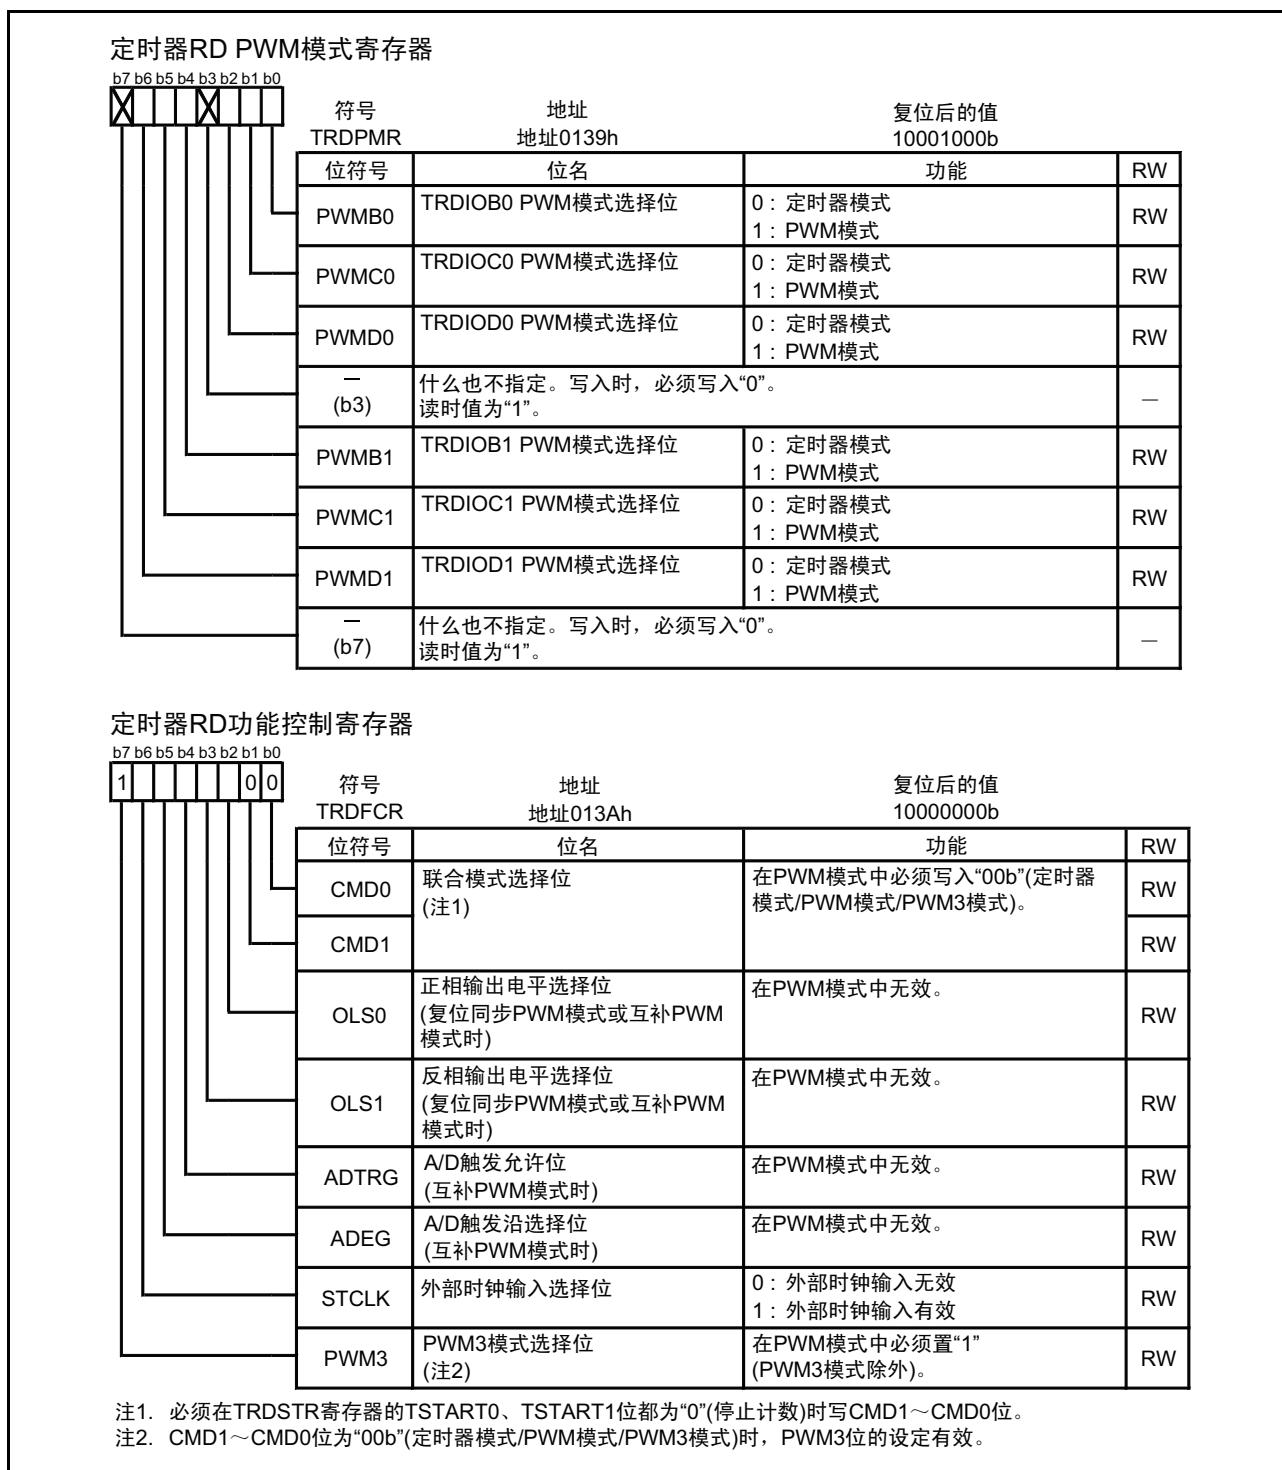 定时器RD PWM模式寄存器
b7 b6 b5 b4 b3 b2 b1 b0
符号 地址 复位后的值
TRDPMR 地址0139h 10001000b
位符号 位名 功能 RW
PWMB0 TRDIOB0 PWM模式选择位 0：定时器模式 RW
1：PWM模式
PWMC0 TRDIOC0 PWM模式选择位 0：定时器模式 RW
1：PWM模式
PWMD0 TRDIOD0 PWM模式选择位 0：定时器模式 RW
1：PWM模式
— 什么也不指定。写入时，必须写入“0”。 —
(b3) 读时值为“1”。
PWMB1 TRDIOB1 PWM模式选择位 0：定时器模式 RW
1：PWM模式
PWMC1 TRDIOC1 PWM模式选择位 0：定时器模式 RW
1：PWM模式
PWMD1 TRDIOD1 PWM模式选择位 0：定时器模式 RW
1：PWM模式
— 什么也不指定。写入时，必须写入“0”。 —
(b7) 读时值为“1”。
定时器RD功能控制寄存器
b7 b6 b5 b4 b3 b2 b1 b0
1 0 0
符号 地址 复位后的值
TRDFCR 地址013Ah 10000000b
位符号 位名 功能 RW
CMD0 联合模式选择位 在PWM模式中必须写入“00b”(定时器 RW
(注1) 模式/PWM模式/PWM3模式)。
CMD1 RW
OLS0 正相输出电平选择位 在PWM模式中无效。 RW
(复位同步PWM模式或互补PWM
模式时)
OLS1 反相输出电平选择位 在PWM模式中无效。 RW
(复位同步PWM模式或互补PWM
模式时)
ADTRG A/D触发允许位 在PWM模式中无效。 RW
(互补PWM模式时)
ADEG A/D触发沿选择位 在PWM模式中无效。 RW
(互补PWM模式时)
STCLK 外部时钟输入选择位 0：外部时钟输入无效 RW
1：外部时钟输入有效
PWM3 PWM3模式选择位 在PWM模式中必须置“1” RW
(注2) (PWM3模式除外)。
注1. 必须在TRDSTR寄存器的TSTART0、TSTART1位都为“0”(停止计数)时写CMD1～CMD0位。
注2. CMD1～CMD0位为“00b”(定时器模式/PWM模式/PWM3模式)时，PWM3位的设定有效。